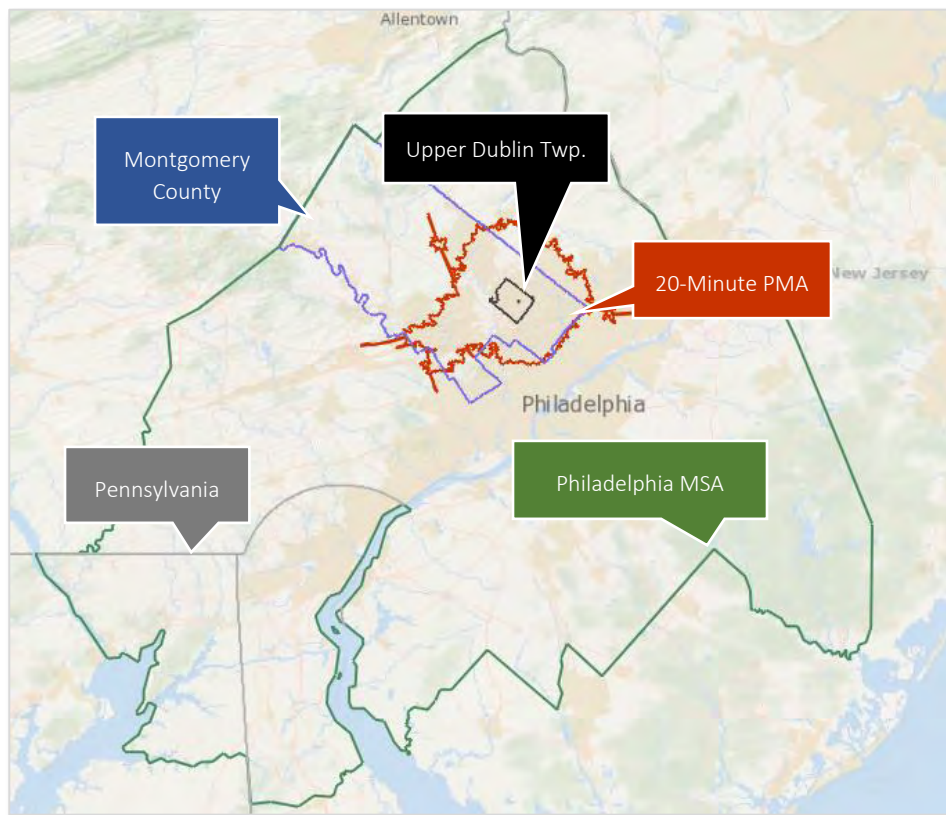 Allentown
Montgomery
County
Upper Dublin Twp.
20-Minute PMA
New Jersey
Philadelphia
Pennsylvania
Philadelphia MSA